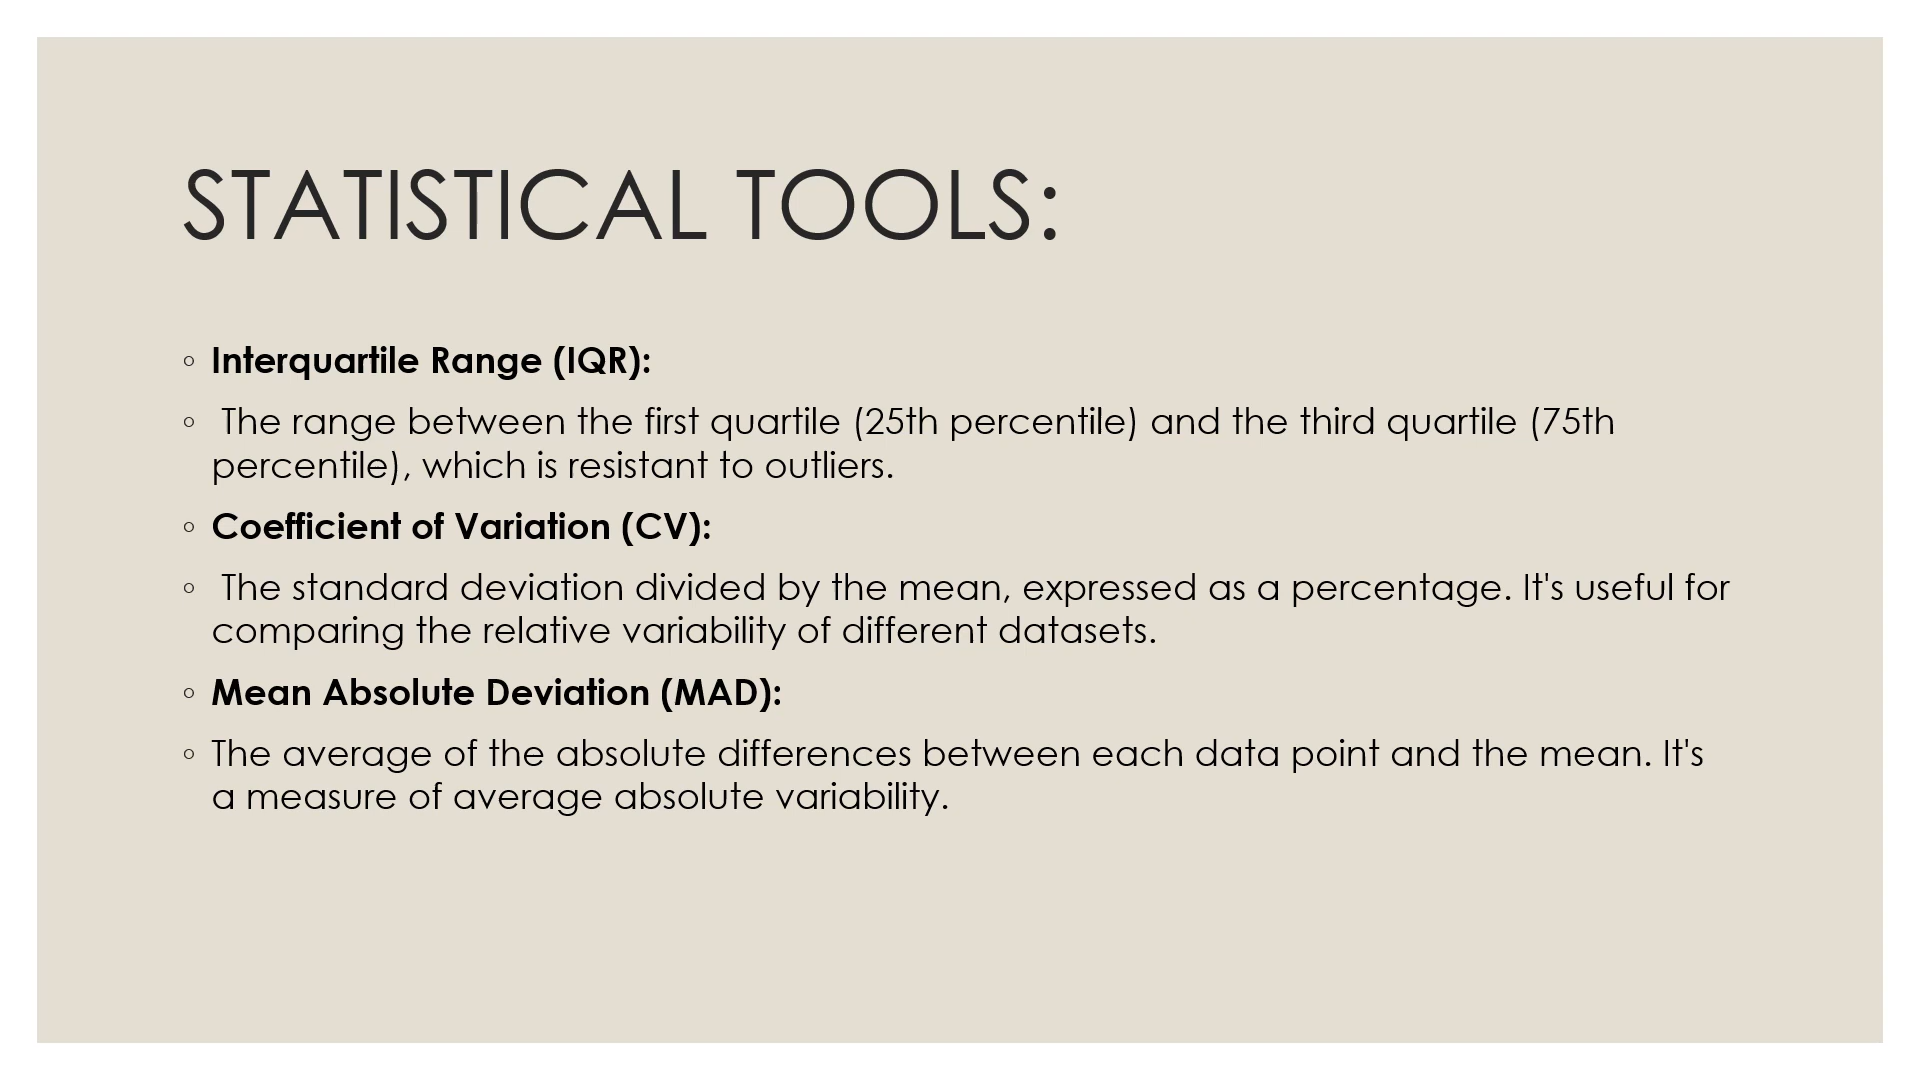 STATISTICAL TOOLS:
◦ Interquartile Range (IQR):
◦ The range between the first quartile (25th percentile) and the third quartile (75th
percentile), which is resistant to outliers.
◦ Coefficient of Variation (CV):
◦ The standard deviation divided by the mean, expressed as a percentage. It's useful for
comparing the relative variability of different datasets.
◦ Mean Absolute Deviation (MAD):
◦ The average of the absolute differences between each data point and the mean. It's
a measure of average absolute variability.